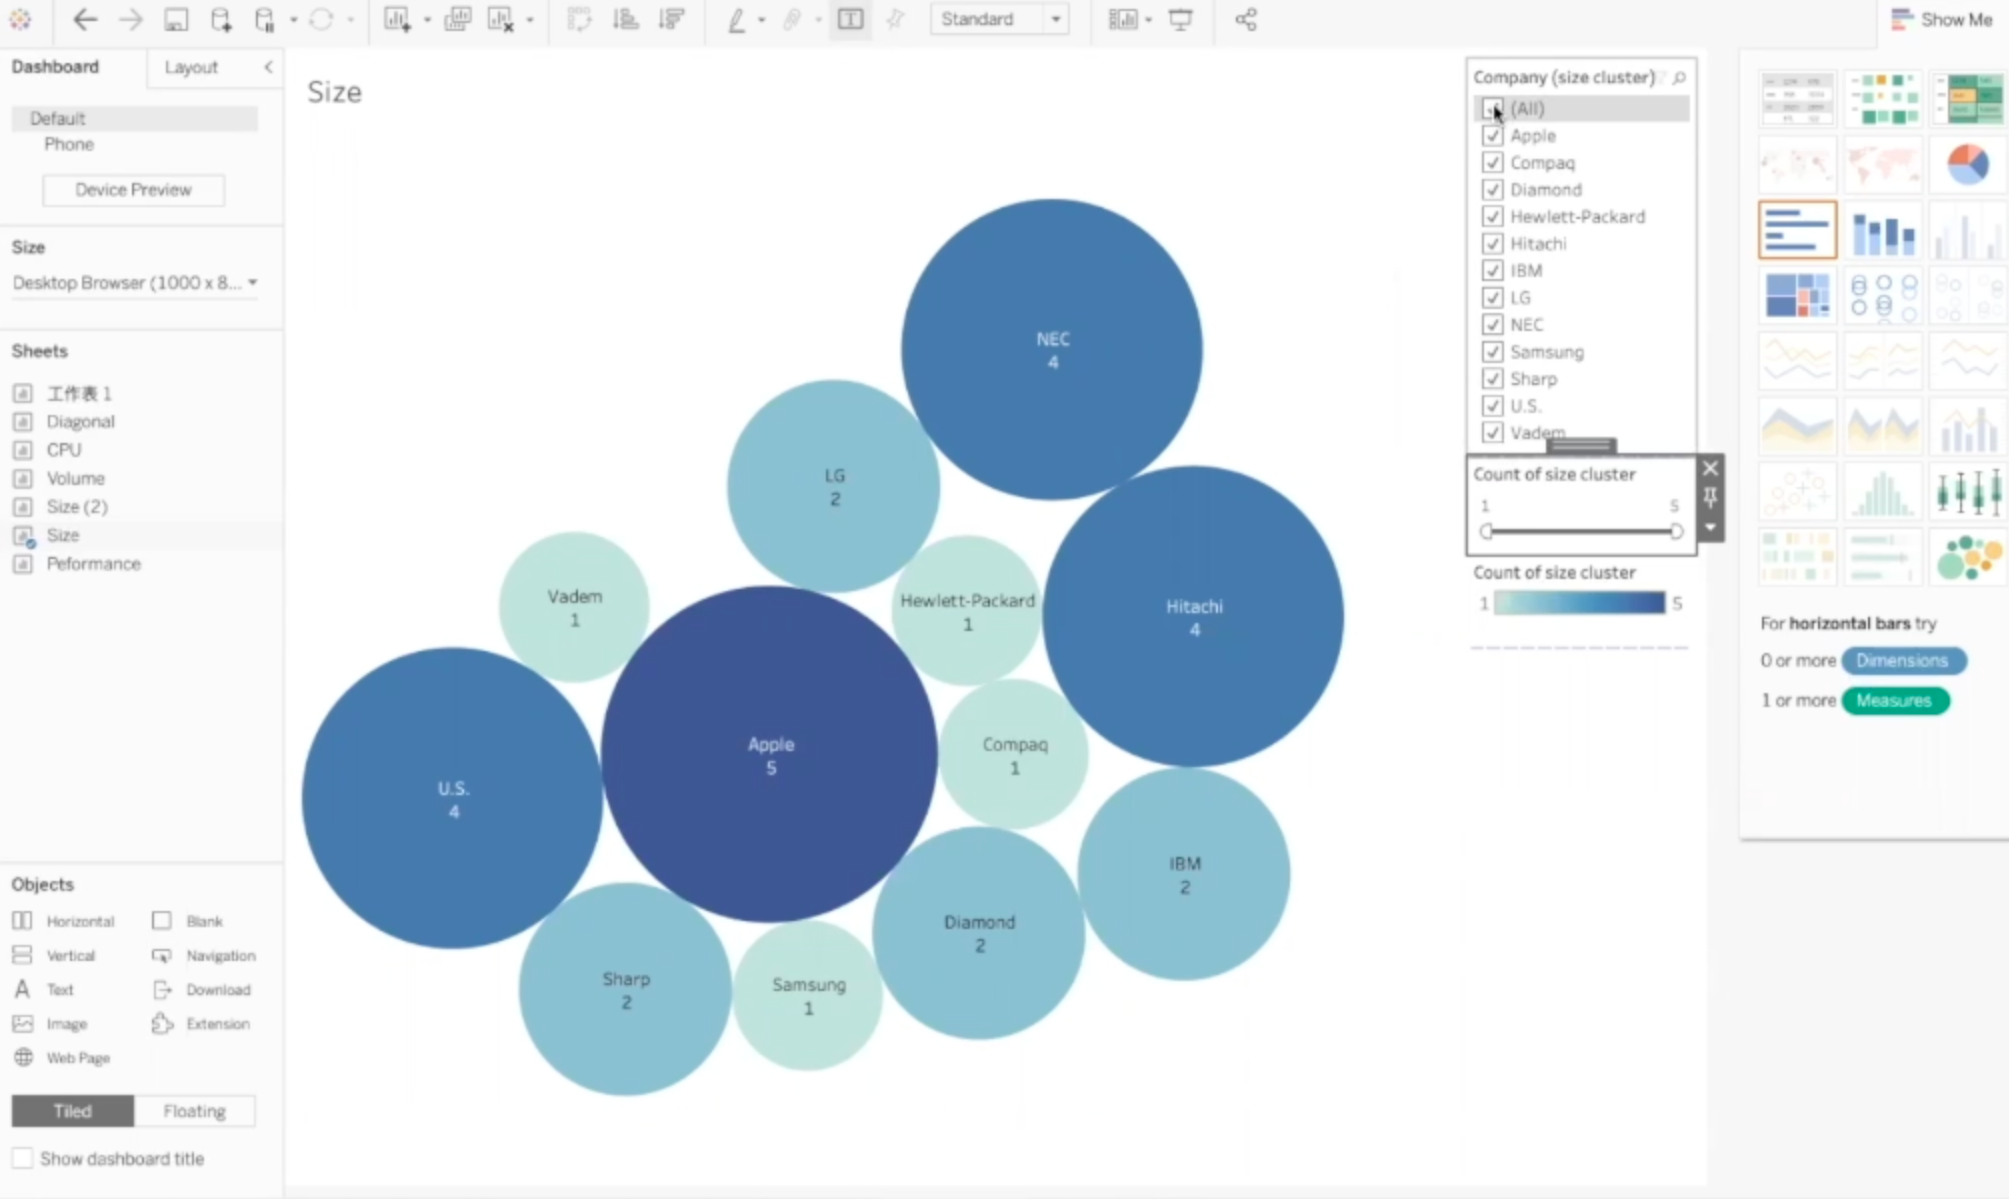 Standard
Show Me
Dashboard
Layout
Default
Phone
Device Preview
Size
Desktop Browser (1000 x 8...
Sheets
工作表 1
Diagonal
CPU
Volume
Size (2)
Size
Peformance
Objects
Horizontal
Blank
Vertical
Navigation
Text
Download
Image
Extension
Web Page
Tiled
Floating
Show dashboard title
Size
NEC
4
LG
2
Vadem
1
Hewlett-Packard
1
Hitachi
4
Apple
5
Compaq
1
U.S.
4
IBM
2
Diamond
2
Sharp
2
Samsung
1
Company (size cluster)
(All)
Apple
Compaq
Diamond
Hewlett-Packard
Hitachi
IBM
LG
NEC
Samsung
Sharp
U.S.
Vadem
Count of size cluster
1 5
Count of size cluster
1 5
For horizontal bars try
0 or more Dimensions
1 or more Measures